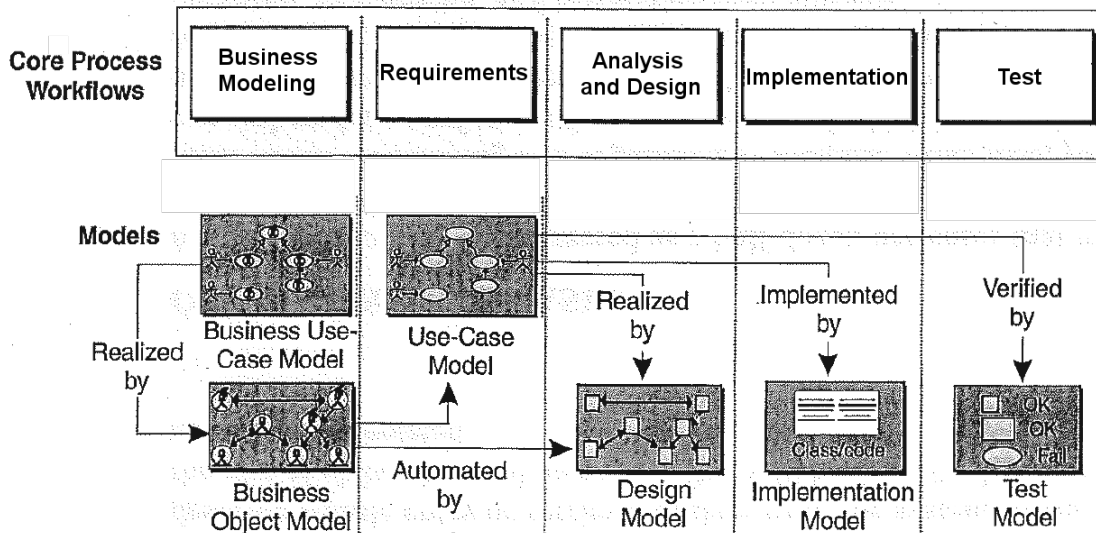 Core Process
Workflows
Business
Modeling
Requirements
Analysis
and Design
Implementation
Test
Models
Business Use-
Case Model
Use-Case
Model
Realized
by
Realized
by
Implemented
by
Verified
by
Automated
by
Class/code
OK
OK
Fail
Business
Object Model
Design
Model
Implementation
Model
Test
Model